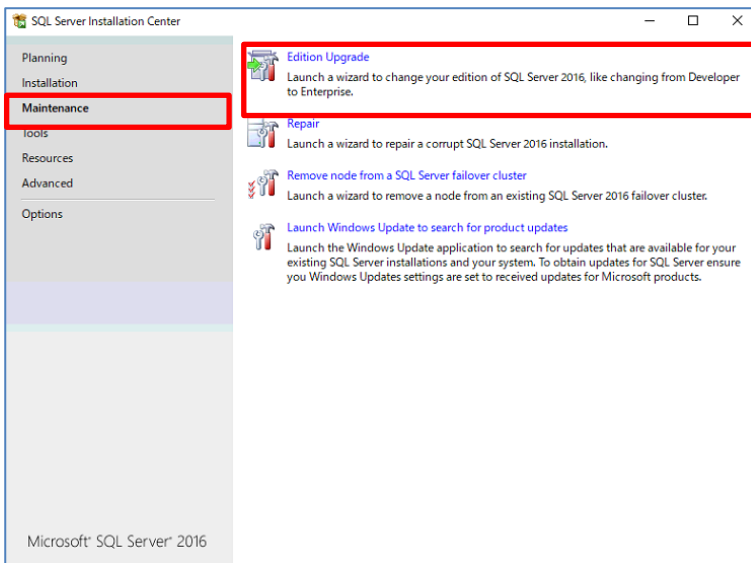 SQL Server Installation Center
Planning
Installation
Maintenance
Tools
Resources
Advanced
Options
Edition Upgrade
Launch a wizard to change your edition of SQL Server 2016, like changing from Developer
to Enterprise.
Repair
Launch a wizard to repair a corrupt SQL Server 2016 installation.
Remove node from a SQL Server failover cluster
Launch a wizard to remove a node from an existing SQL Server 2016 failover cluster.
Launch Windows Update to search for product updates
Launch the Windows Update application to search for updates that are available for your
existing SQL Server installations and your system. To obtain updates for SQL Server ensure
you Windows Updates settings are set to received updates for Microsoft products.
Microsoft® SQL Server® 2016